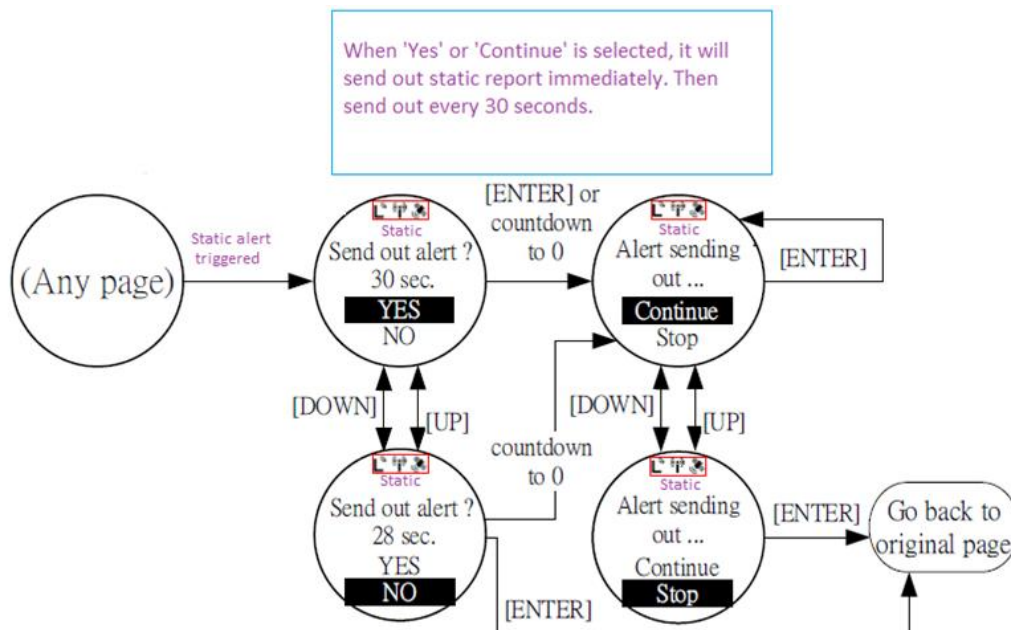 When 'Yes' or 'Continue' is selected, it will
send out static report immediately. Then
send out every 30 seconds.
(Any page)
Static alert
triggered
Static
Send out alert ?
30 sec.
YES
NO
[ENTER] or
countdown
to 0
Static
Alert sending
out ...
Continue
Stop
[ENTER]
[DOWN]
[UP]
[DOWN]
[UP]
countdown
to 0
Static
Send out alert ?
28 sec.
YES
NO
[ENTER]
Static
Alert sending
out ...
Continue
Stop
[ENTER]
Go back to
original page